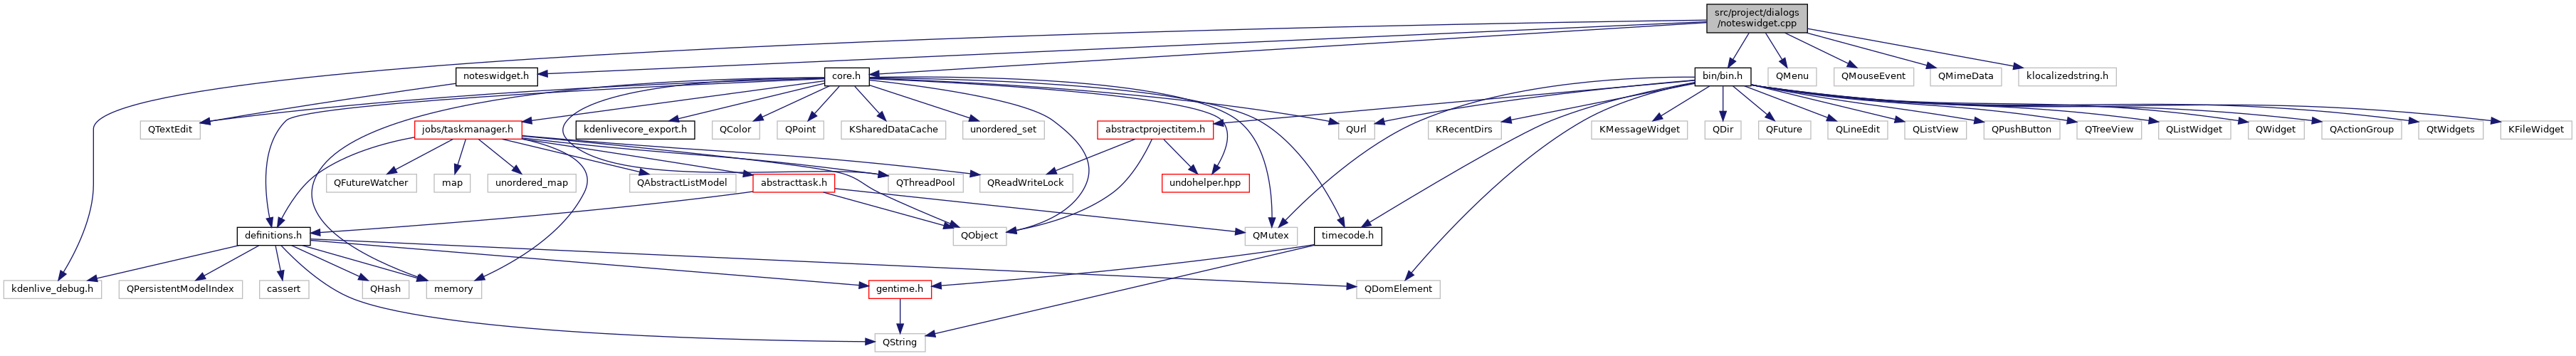 src/project/dialogs
/noteswidget.cpp
noteswidget.h
core.h
bin/bin.h
QMenu
QMouseEvent
QMimeData
klocalizedstring.h
QTextEdit
jobs/taskmanager.h
kdenlivecore_export.h
QColor
QPoint
KSharedDataCache
unordered_set
abstractprojectitem.h
QUrl
KRecentDirs
KMessageWidget
QDir
QFuture
QLineEdit
QListView
QPushButton
QTreeView
QListWidget
QWidget
QActionGroup
QtWidgets
KFileWidget
QFutureWatcher
map
unordered_map
QAbstractListModel
abstracttask.h
QThreadPool
QReadWriteLock
undohelper.hpp
definitions.h
QObject
QMutex
timecode.h
kdenlive_debug.h
QPersistentModelIndex
cassert
QHash
memory
gentime.h
QDomElement
QString